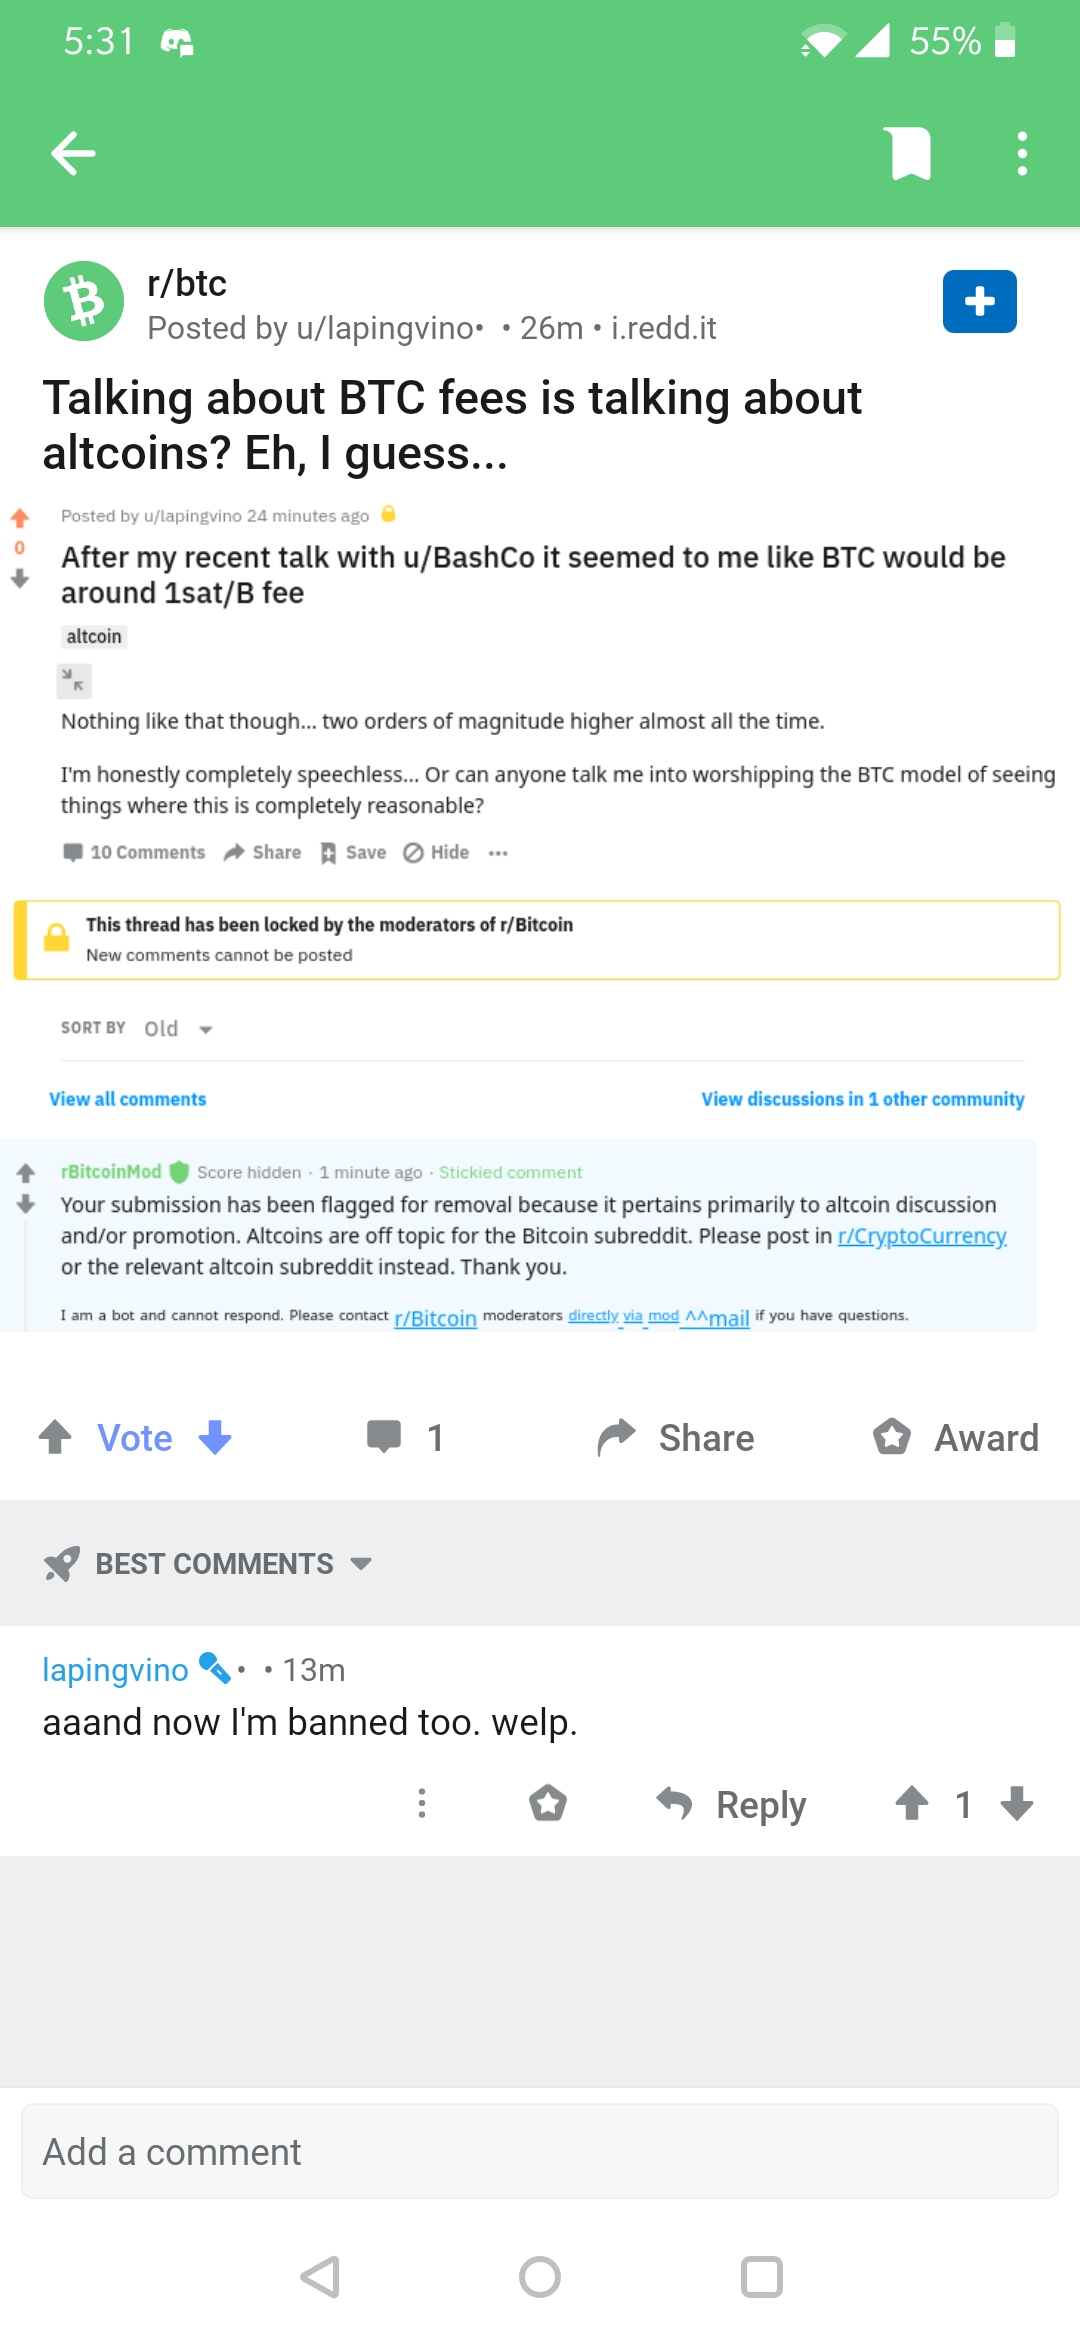 5:31
55%
r/btc
Posted by u/lapingvino• • 26m • i.redd.it
Talking about BTC fees is talking about
altcoins? Eh, I guess...
Posted by u/lapingvino 24 minutes ago
0
After my recent talk with u/BashCo it seemed to me like BTC would be
around 1sat/B fee
altcoin
Nothing like that though... two orders of magnitude higher almost all the time.
I'm honestly completely speechless... Or can anyone talk me into worshipping the BTC model of seeing
things where this is completely reasonable?
10 Comments Share Save Hide ...
This thread has been locked by the moderators of r/Bitcoin
New comments cannot be posted
SORT BY Old
View all comments View discussions in 1 other community
rBitcoinMod Score hidden · 1 minute ago · Stickied comment
Your submission has been flagged for removal because it pertains primarily to altcoin discussion
and/or promotion. Altcoins are off topic for the Bitcoin subreddit. Please post in r/CryptoCurrency
or the relevant altcoin subreddit instead. Thank you.
I am a bot and cannot respond. Please contact r/Bitcoin moderators directly via mod ^^mail if you have questions.
Vote 1 Share Award
BEST COMMENTS
lapingvino • • 13m
aaand now I'm banned too. welp.
Reply 1
Add a comment